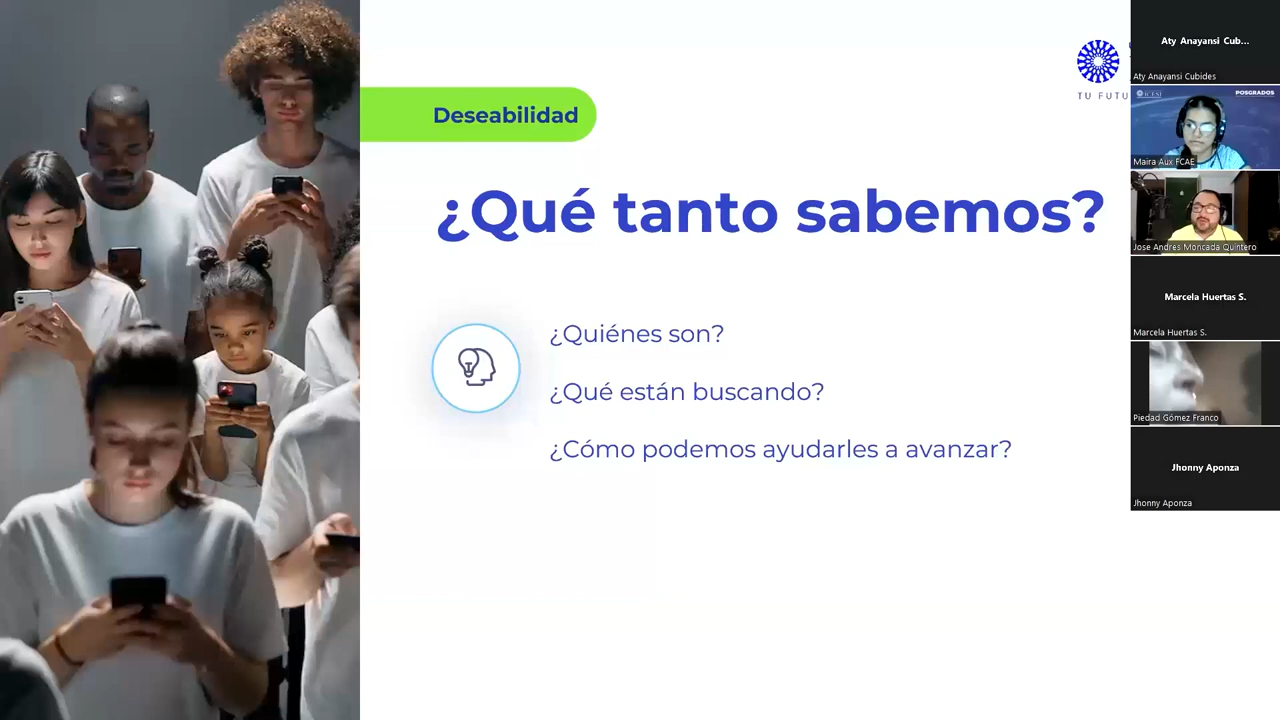 Deseabilidad
¿Qué tanto sabemos?
¿Quiénes son?
¿Qué están buscando?
¿Cómo podemos ayudarles a avanzar?
TU FUTU
Aty Anayansi Cub...
Aty Anayansi Cubides
ICESI
POSGRADOS
Maira Aux FCAE
Jose Andres Moncada Quintero
Marcela Huertas S.
Marcela Huertas S.
Piedad Gómez Franco
Jhonny Aponza
Jhonny Aponza